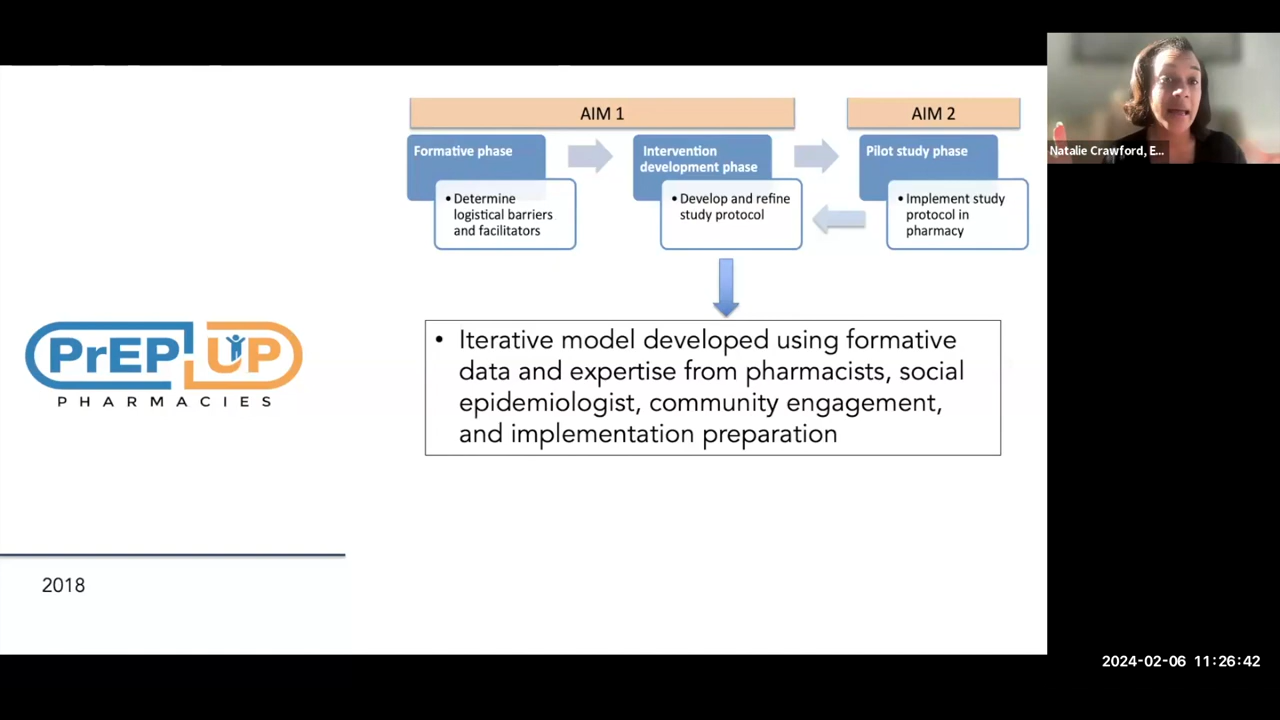 AIM 1
AIM 2
Formative phase
• Determine
logistical barriers
and facilitators
Intervention
development phase
• Develop and refine
study protocol
Pilot study phase
• Implement study
protocol in
pharmacy
• Iterative model developed using formative
data and expertise from pharmacists, social
epidemiologist, community engagement,
and implementation preparation
PrEP UP
PHARMACIES
2018
Natalie Crawford, E...
2024-02-06 11:26:42